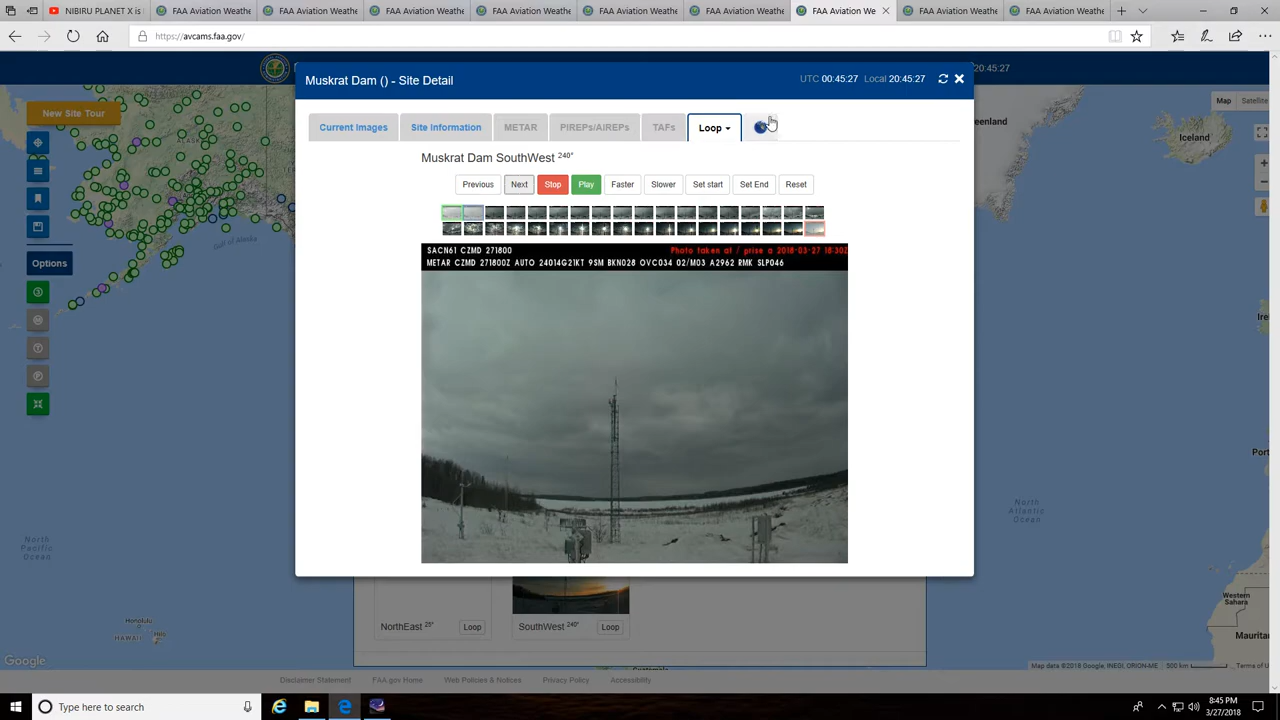 NIBIRU PLANET X is
FAA Aviation Weathe
FAA Aviation Weathe
FAA Aviation Weathe
FAA Aviation Weathe
FAA Aviation Weathe
FAA Aviation We
FAA Aviation Weathe
FAA Aviation Weathe
https://avcams.faa.gov/
Muskrat Dam () - Site Detail
UTC 00:45:27 Local 20:45:27
20:45:27
New Site Tour
Map Satellite
Current Images
Site Information
METAR
PIREPs/AIREPs
TAFs
Loop
Iceland
Muskrat Dam SouthWest 240°
Previous
Next
Stop
Play
Faster
Slower
Set start
Set End
Reset
Gulf of Alaska
SACN61 CZMD 271800
Photo taken at / prise a 2018-03-27 18:30Z
METAR CZMD 271800Z AUTO 24014G21KT 9SM BKN028 OVC034 02/M03 A2962 RMK SLP046
Options
North
Pacific
Ocean
North
Atlantic
Ocean
Western
Sahara
Honolulu
HAWAII
Hilo
NorthEast 25°
Loop
SouthWest 240°
Loop
Google
Map data ©2018 Google, INEGI, ORION-ME
500 km
Terms of U
Disclaimer Statement
FAA.gov Home
Web Policies & Notices
Privacy Policy
Accessibility
Type here to search
8:45 PM
3/27/2018